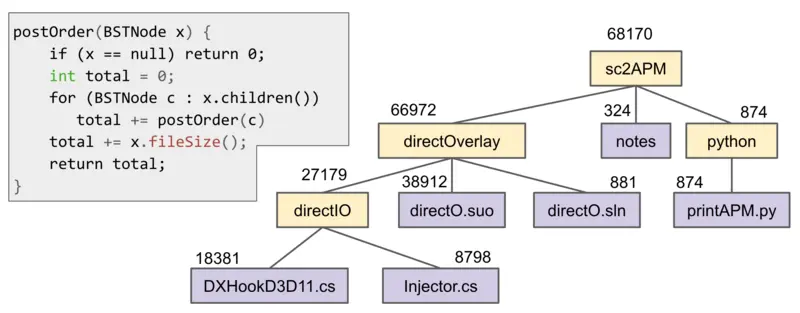 postOrder(BSTNode x) {
if (x == null) return 0;
int total = 0;
for (BSTNode c : x.children())
total += postOrder(c)
total += x.fileSize();
return total;
}
68170
sc2APM
66972
324
874
directOverlay
notes
python
27179
38912
881
874
directIO
directO.suo
directO.sln
printAPM.py
18381
8798
DXHookD3D11.cs
Injector.cs